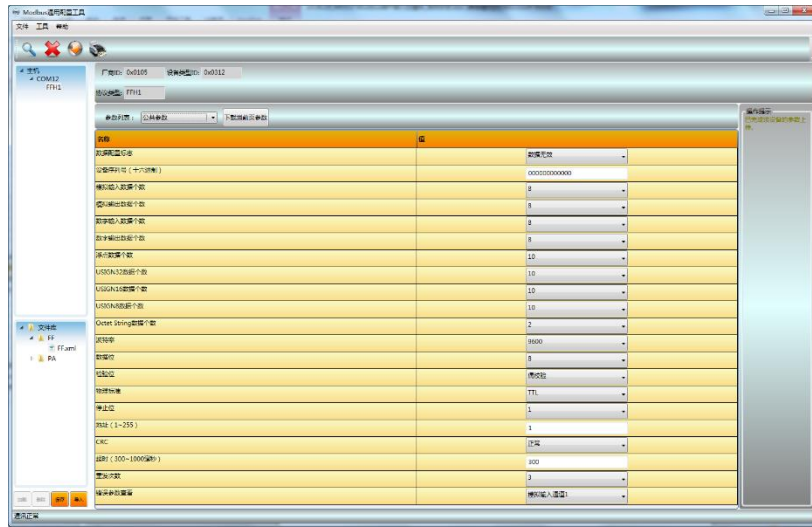 Modbus通用配置工具
文件 工具 帮助
主机
COM12
FFH1
厂商ID: 0x0105 设备类型ID: 0x0312
协议类型: FFH1
参数列表: 公共参数 下载当前页参数
操作提示
名称 值
数据配置标志 数据无效
设备序列号(十六进制) 000000000000
模拟输入数据个数 8
模拟输出数据个数 8
数字输入数据个数 8
数字输出数据个数 8
浮点数据个数 10
USIGN32数据个数 10
USIGN16数据个数 10
USIGN8数据个数 10
Octet String数据个数 2
波特率 9600
数据位 8
校验位 偶校验
物理标准 TTL
停止位 1
地址(1~255) 1
CRC 正常
超时(300~1000毫秒) 300
重发次数 3
错误参数查看 模拟输入通道1
文件库
FF
FF.aml
PA
保存 导入
通讯正常